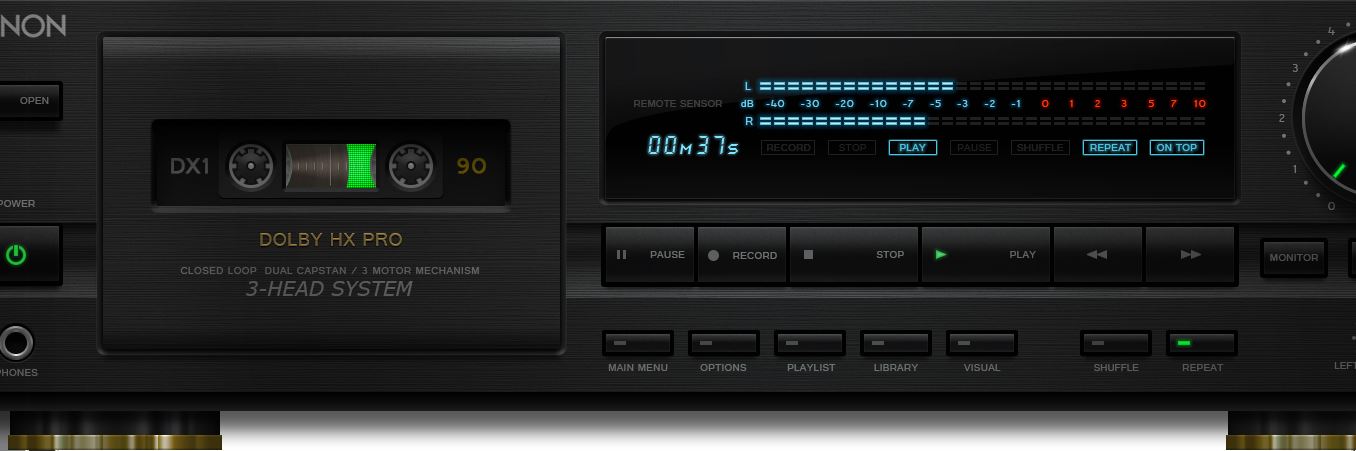 NON
OPEN
POWER
PHONES
DX1
90
DOLBY HX PRO
CLOSED LOOP DUAL CAPSTAN / 3 MOTOR MECHANISM
3-HEAD SYSTEM
L
REMOTE SENSOR dB -40 -30 -20 -10 -7 -5 -3 -2 -1 0 1 2 3 5 7 10
R
00M37S RECORD STOP PLAY PAUSE SHUFFLE REPEAT ON TOP
PAUSE RECORD STOP PLAY
MAIN MENU OPTIONS PLAYLIST LIBRARY VISUAL SHUFFLE REPEAT
4
3
2
1
0
MONITOR
LEFT